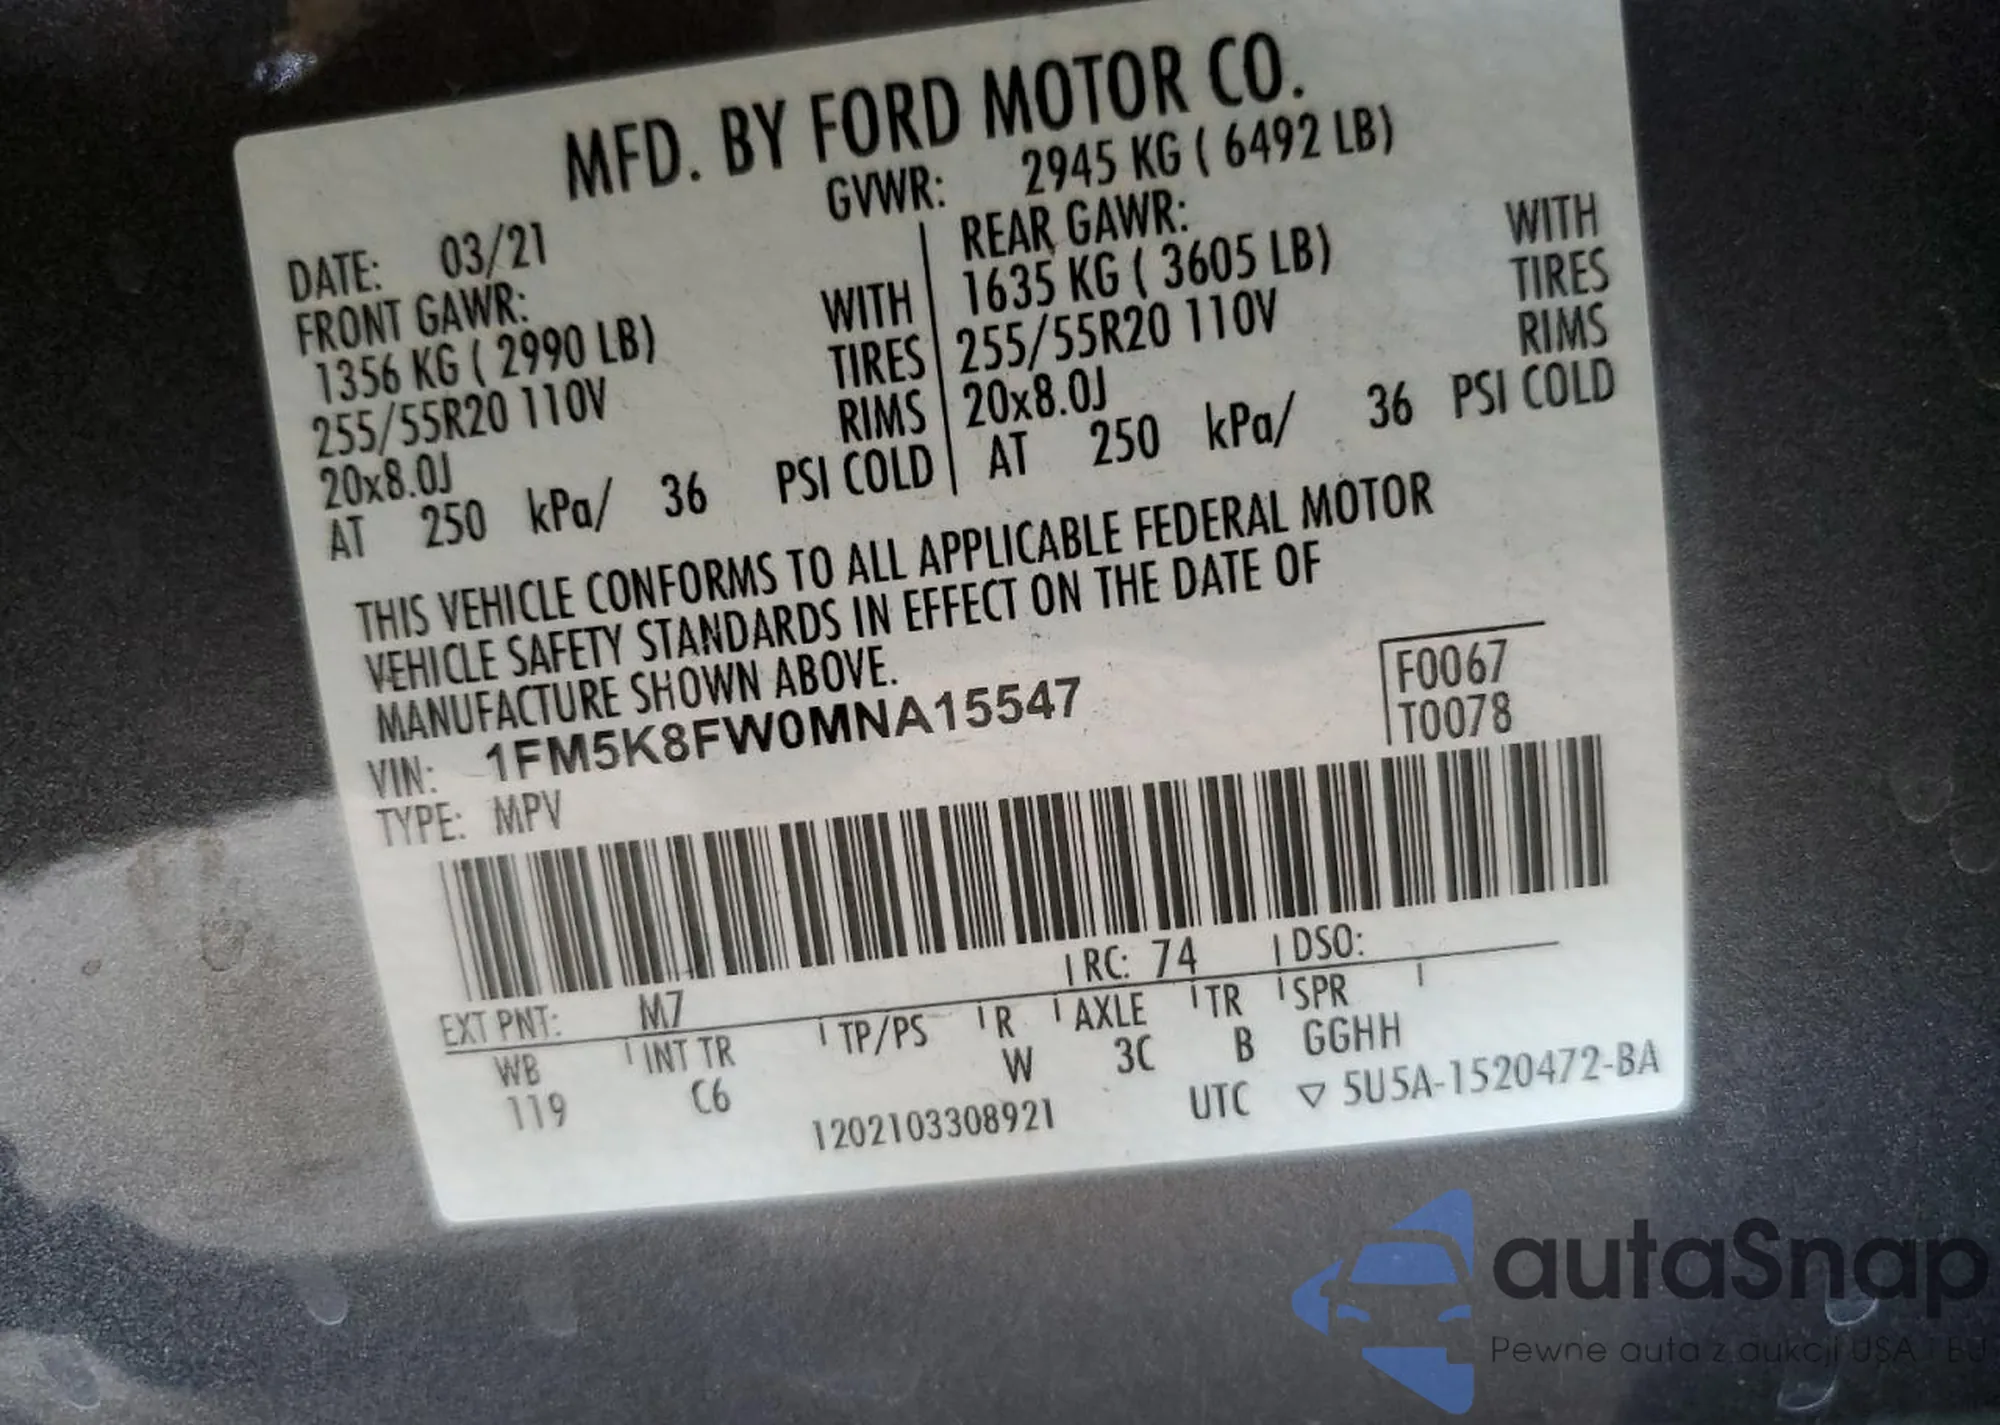 MFD. BY FORD MOTOR CO.
DATE: 03/21 GVWR: 2945 KG ( 6492 LB)
FRONT GAWR: REAR GAWR:
1356 KG ( 2990 LB) WITH 1635 KG ( 3605 LB) WITH
255/55R20 110V TIRES 255/55R20 110V TIRES
20x8.0J RIMS 20x8.0J RIMS
AT 250 kPa/ 36 PSI COLD AT 250 kPa/ 36 PSI COLD
THIS VEHICLE CONFORMS TO ALL APPLICABLE FEDERAL MOTOR
VEHICLE SAFETY STANDARDS IN EFFECT ON THE DATE OF
MANUFACTURE SHOWN ABOVE.
VIN: 1FM5K8FW0MNA15547 F0067
TYPE: MPV T0078
EXT PNT: M7 RC: 74 DSO:
WB INT TR TP/PS R AXLE TR SPR
119 C6 W 3C B GGHH
1202103308921 UTC ▽ 5U5A-1520472-BA
autaSnap
Pewne auta z aukcji USA i EU